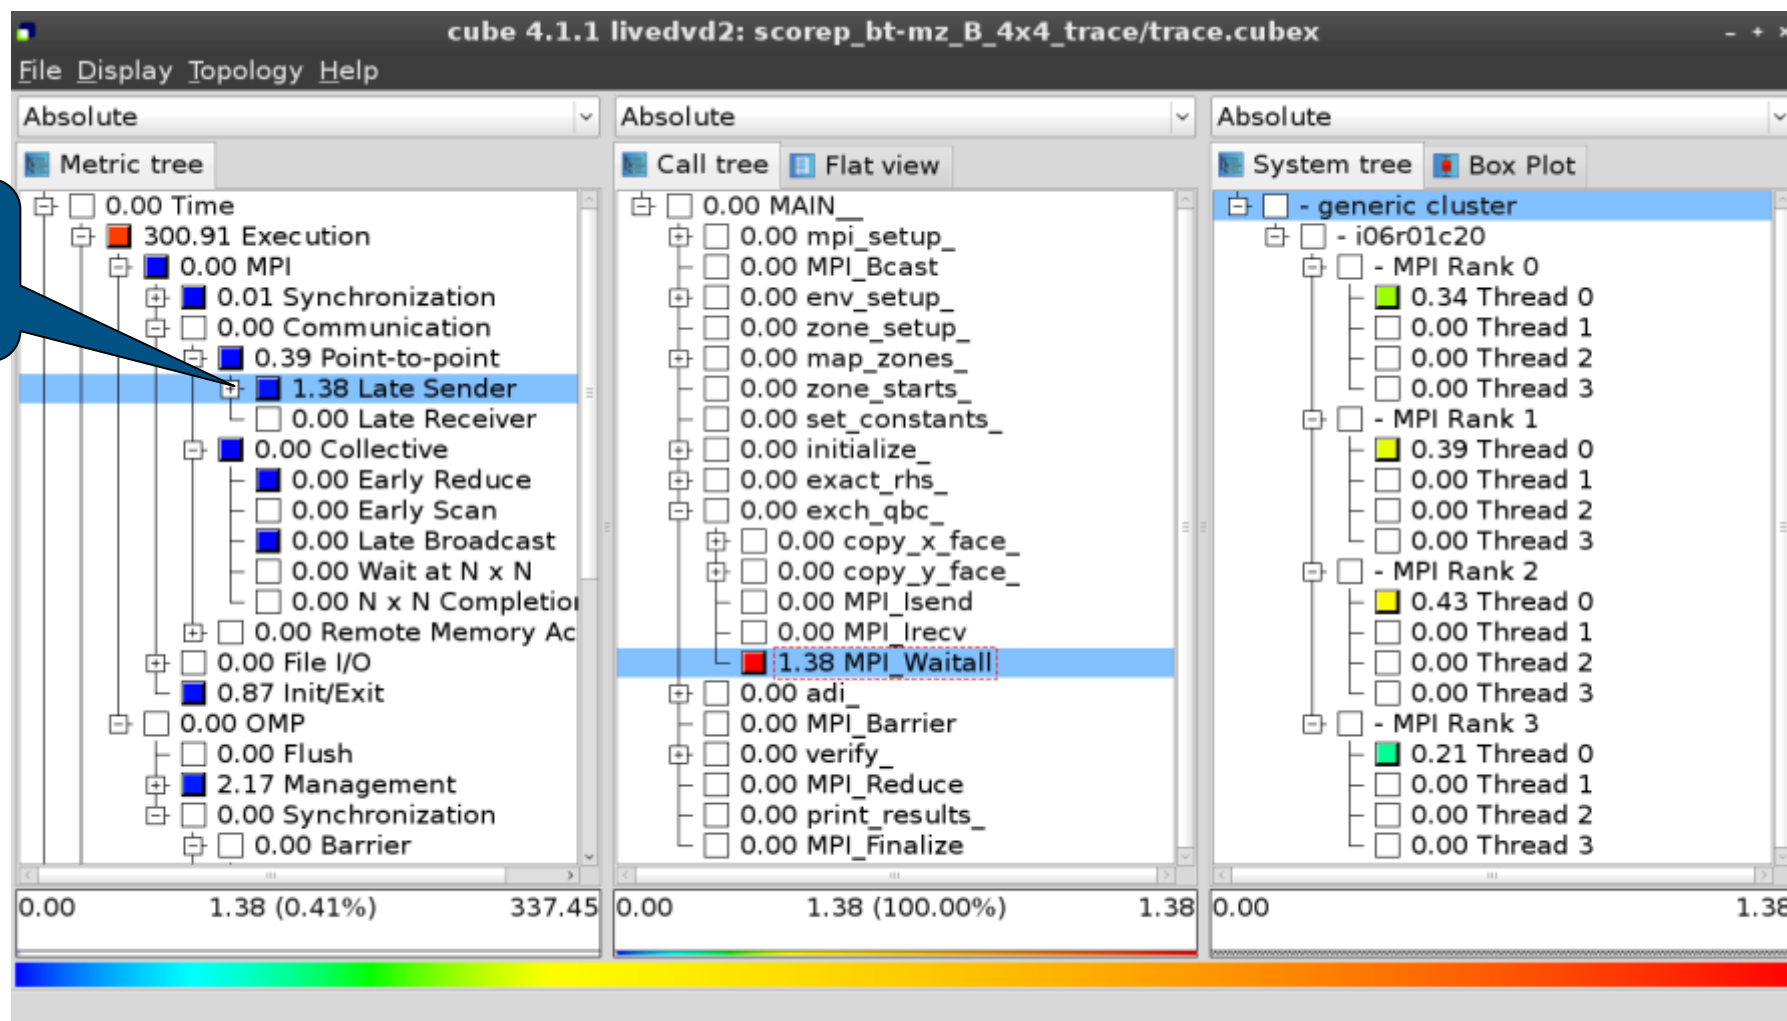 cube 4.1.1 livedvd2: scorep_bt-mz_B_4x4_trace/trace.cubex
File Display Topology Help
Absolute
Absolute
Absolute
Metric tree
Call tree
Flat view
System tree
Box Plot
0.00 Time
300.91 Execution
0.00 MPI
0.01 Synchronization
0.00 Communication
0.39 Point-to-point
1.38 Late Sender
0.00 Late Receiver
0.00 Collective
0.00 Early Reduce
0.00 Early Scan
0.00 Late Broadcast
0.00 Wait at N x N
0.00 N x N Completion
0.00 Remote Memory Ac
0.00 File I/O
0.87 Init/Exit
0.00 OMP
0.00 Flush
2.17 Management
0.00 Synchronization
0.00 Barrier
0.00 1.38 (0.41%) 337.45
0.00 MAIN__
0.00 mpi_setup_
0.00 MPI_Bcast
0.00 env_setup_
0.00 zone_setup_
0.00 map_zones_
0.00 zone_starts_
0.00 set_constants_
0.00 initialize_
0.00 exact_rhs_
0.00 exch_qbc_
0.00 copy_x_face_
0.00 copy_y_face_
0.00 MPI_Isend
0.00 MPI_Irecv
1.38 MPI_Waitall
0.00 adi_
0.00 MPI_Barrier
0.00 verify_
0.00 MPI_Reduce
0.00 print_results_
0.00 MPI_Finalize
0.00 1.38 (100.00%) 1.38
- generic cluster
- i06r01c20
- MPI Rank 0
0.34 Thread 0
0.00 Thread 1
0.00 Thread 2
0.00 Thread 3
- MPI Rank 1
0.39 Thread 0
0.00 Thread 1
0.00 Thread 2
0.00 Thread 3
- MPI Rank 2
0.43 Thread 0
0.00 Thread 1
0.00 Thread 2
0.00 Thread 3
- MPI Rank 3
0.21 Thread 0
0.00 Thread 1
0.00 Thread 2
0.00 Thread 3
0.00 1.38